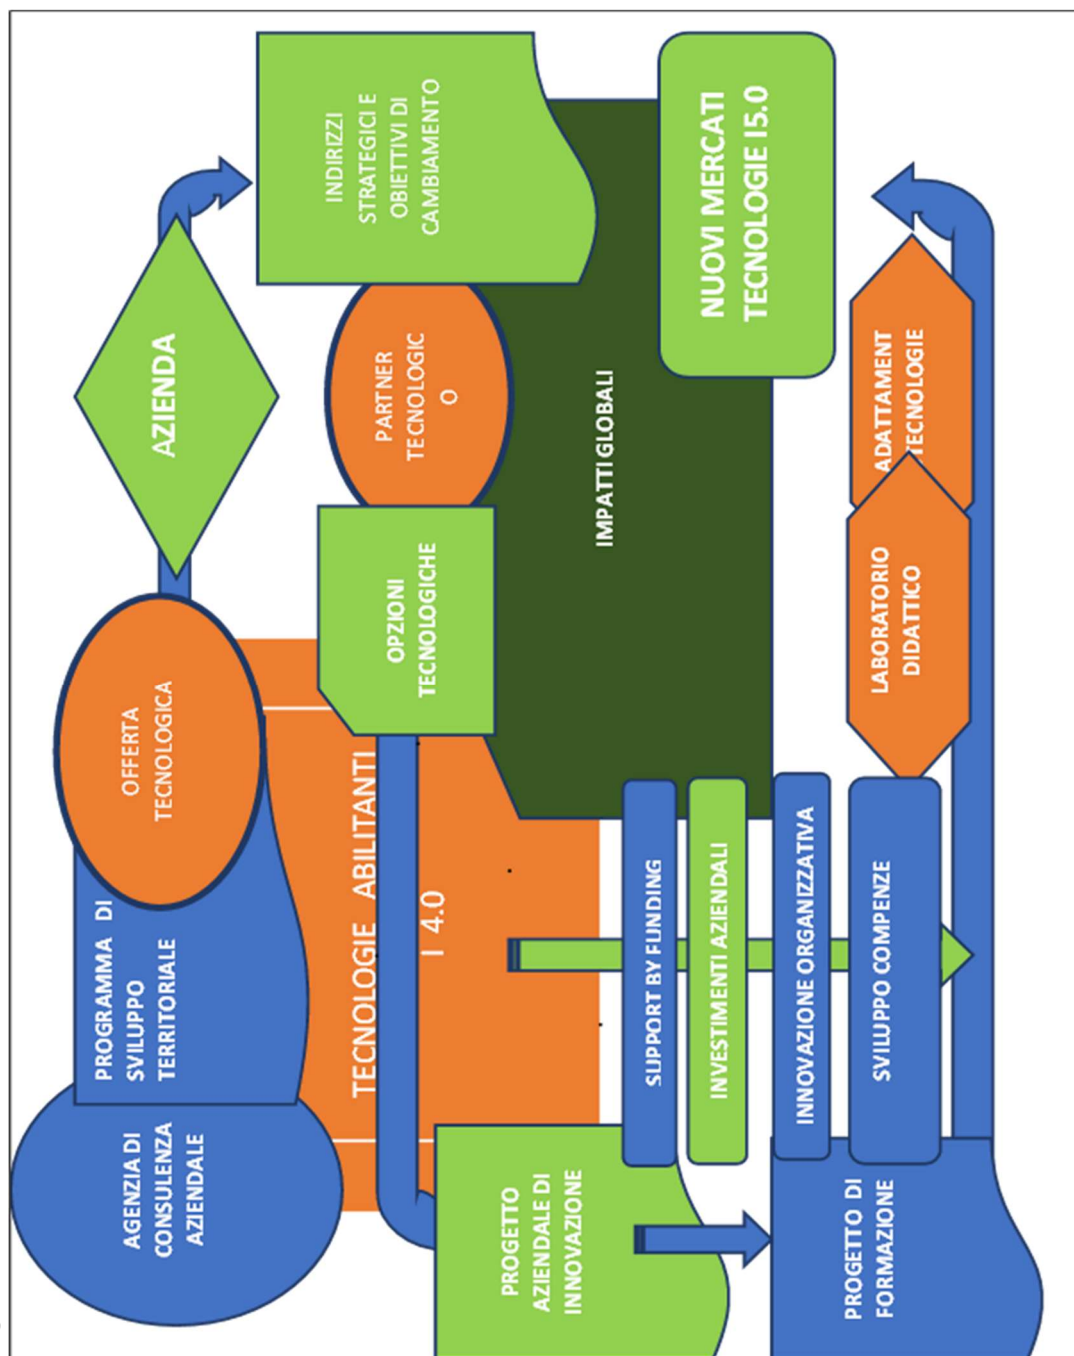 AGENZIA DI
CONSULENZA
AZIENDALE
PROGRAMMA DI
SVILUPPO
TERRITORIALE
OFFERTA
TECNOLOGICA
AZIENDA
INDIRIZZI
STRATEGICI E
OBIETTIVI DI
CAMBIAMENTO
TECNOLOGIE ABILITANTI
I 4.0
OPZIONI
TECNOLOGICHE
PARTNER
TECNOLOGIC
O
IMPATTI GLOBALI
NUOVI MERCATI
TECNOLOGIE I5.0
PROGETTO
AZIENDALE DI
INNOVAZIONE
SUPPORT BY FUNDING
INVESTIMENTI AZIENDALI
INNOVAZIONE ORGANIZZATIVA
SVILUPPO COMPENZE
PROGETTO DI
FORMAZIONE
LABORATORIO
DIDATTICO
ADATTAMENT
TECNOLOGIE